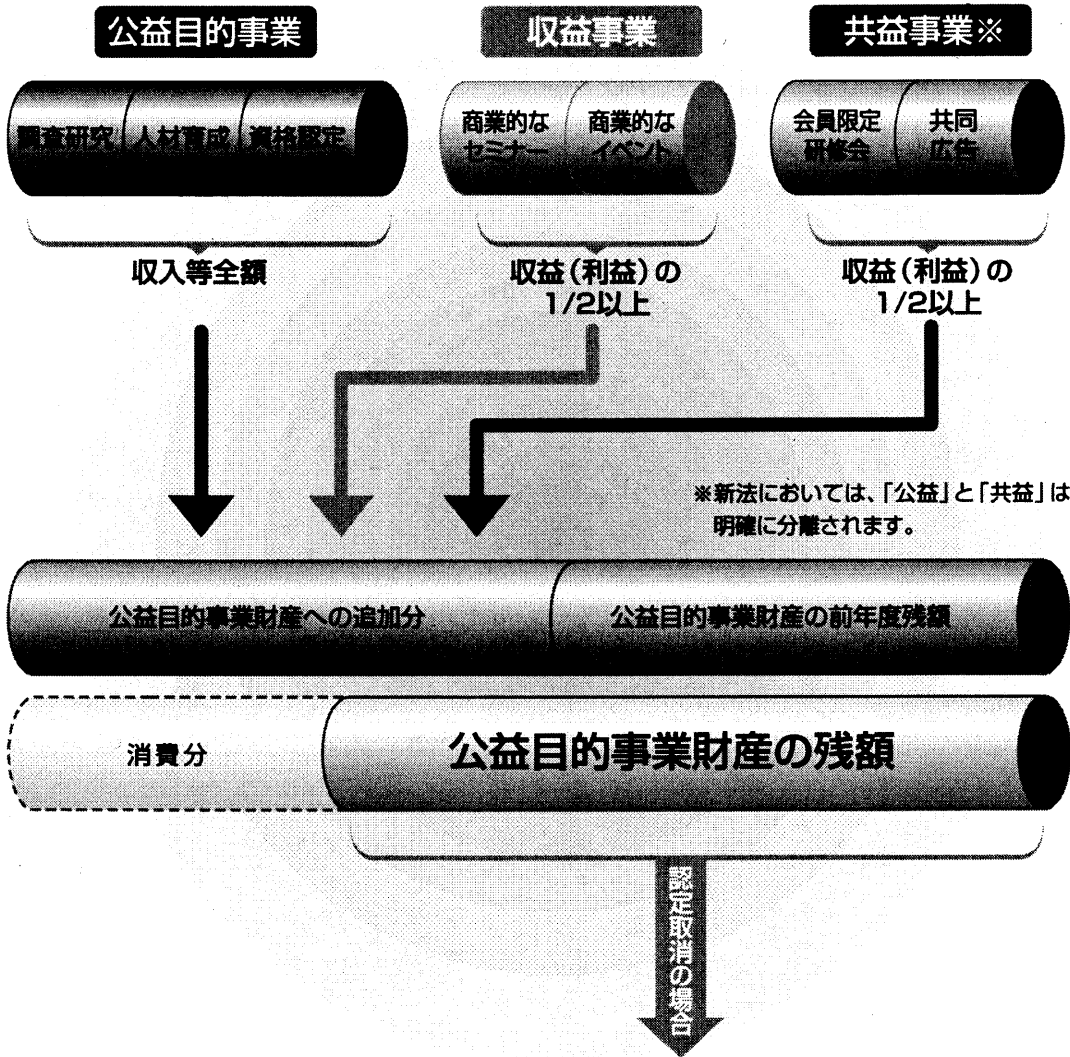 公益目的事業
収益事業
共益事業※
調査研究
人材育成
資格認定
商業的な
セミナー
商業的な
イベント
会員限定
研修会
共同
広告
収入等全額
収益(利益)の
1/2以上
収益(利益)の
1/2以上
※新法においては、「公益」と「共益」は
明確に分離されます。
公益目的事業財産への追加分
公益目的事業財産の前年度残額
消費分
公益目的事業財産の残額
認定取消の場合